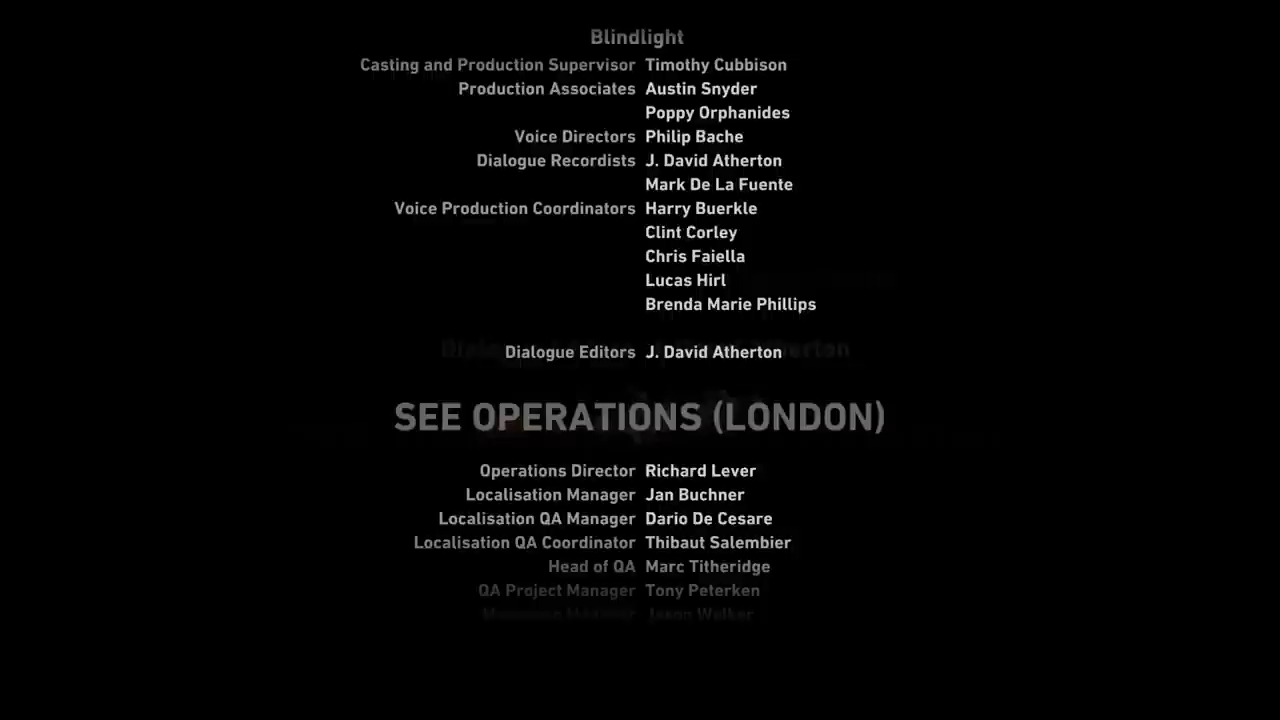 Blindlight
Casting and Production Supervisor Timothy Cubbison
Production Associates Austin Snyder
Poppy Orphanides
Voice Directors Philip Bache
Dialogue Recordists J. David Atherton
Mark De La Fuente
Voice Production Coordinators Harry Buerkle
Clint Corley
Chris Faiella
Lucas Hirl
Brenda Marie Phillips
Dialogue Editors J. David Atherton
SEE OPERATIONS (LONDON)
Operations Director Richard Lever
Localisation Manager Jan Buchner
Localisation QA Manager Dario De Cesare
Localisation QA Coordinator Thibaut Salembier
Head of QA Marc Titheridge
QA Project Manager Tony Peterken
Jason Walker